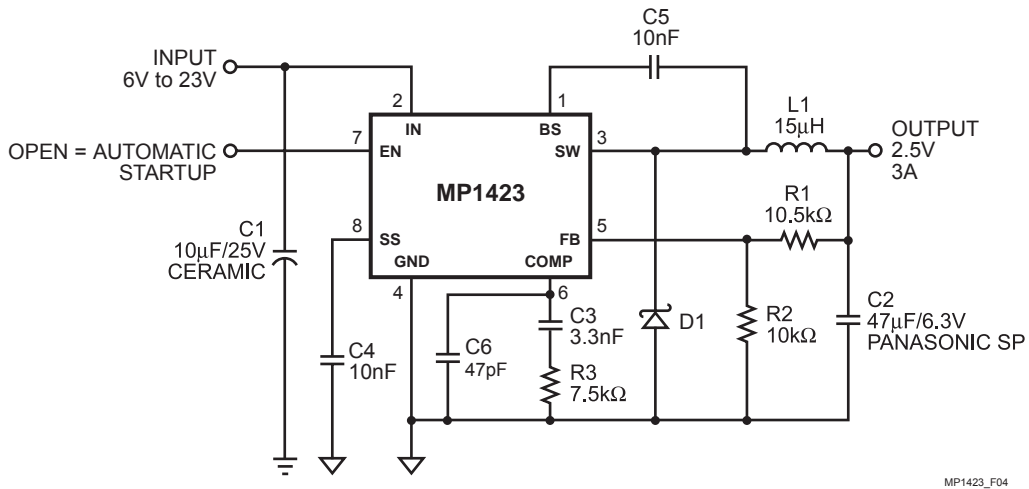 C5
10nF
INPUT
6V to 23V
2
1
IN
BS
L1
15µH
OUTPUT
2.5V
3A
OPEN = AUTOMATIC
STARTUP
7
EN
SW
3
MP1423
R1
10.5kΩ
C1
10µF/25V
CERAMIC
8
SS
FB
5
GND
COMP
4
6
C2
47µF/6.3V
PANASONIC SP
C3
3.3nF
D1
R2
10kΩ
C4
10nF
C6
47pF
R3
7.5kΩ
MP1423_F04